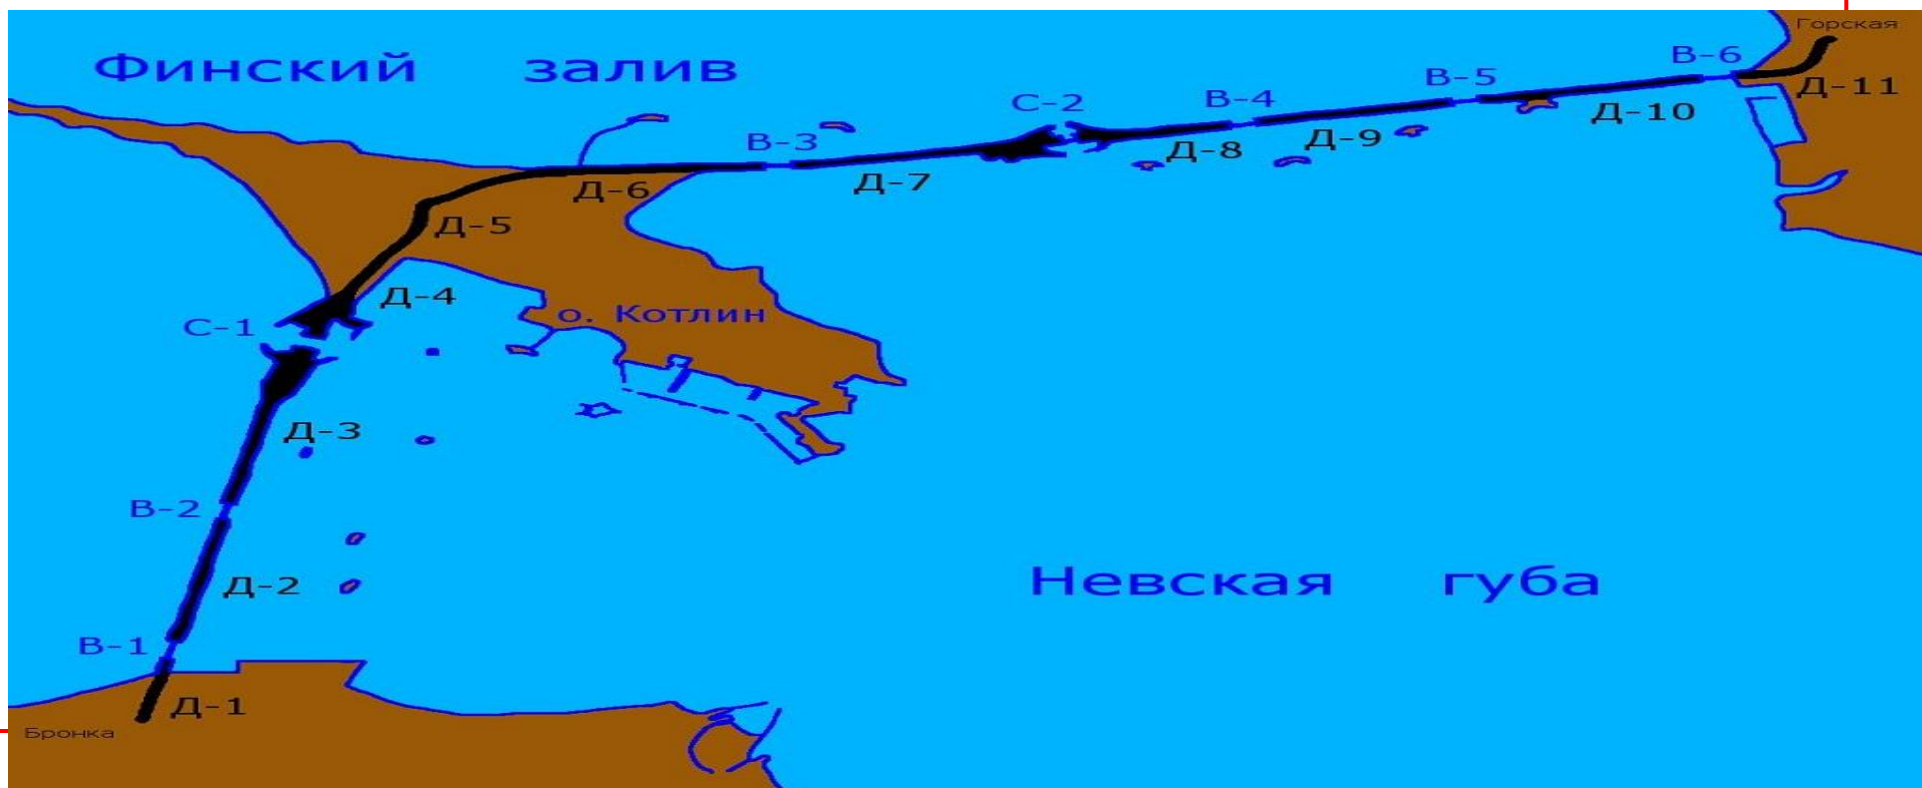 Горская
Финский залив
В-6
В-5
Д-11
С-2
В-4
Д-10
В-3
Д-9
Д-8
Д-7
Д-6
Д-5
Д-4
о. Котлин
С-1
Д-3
В-2
Д-2
Невская губа
В-1
Д-1
Бронка